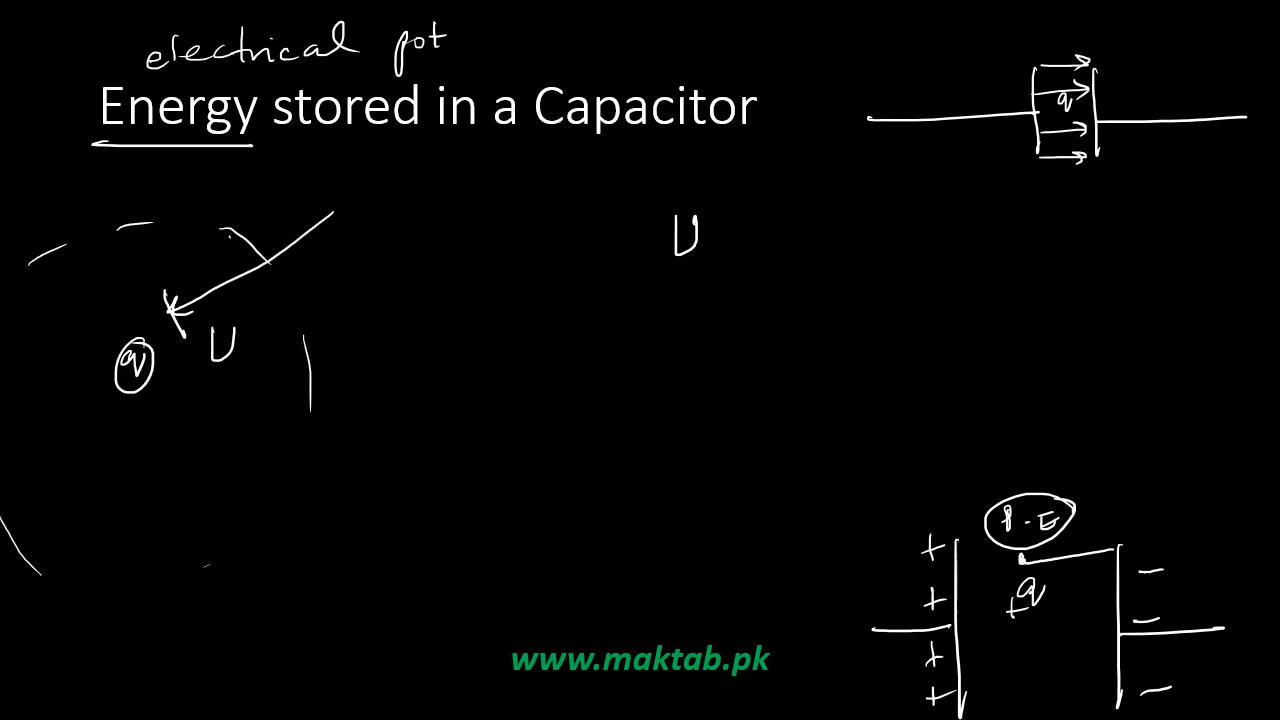 electrical pot
Energy stored in a Capacitor
q
U
U
q
P.E
+
+
+
+
+q
-
-
-
www.maktab.pk